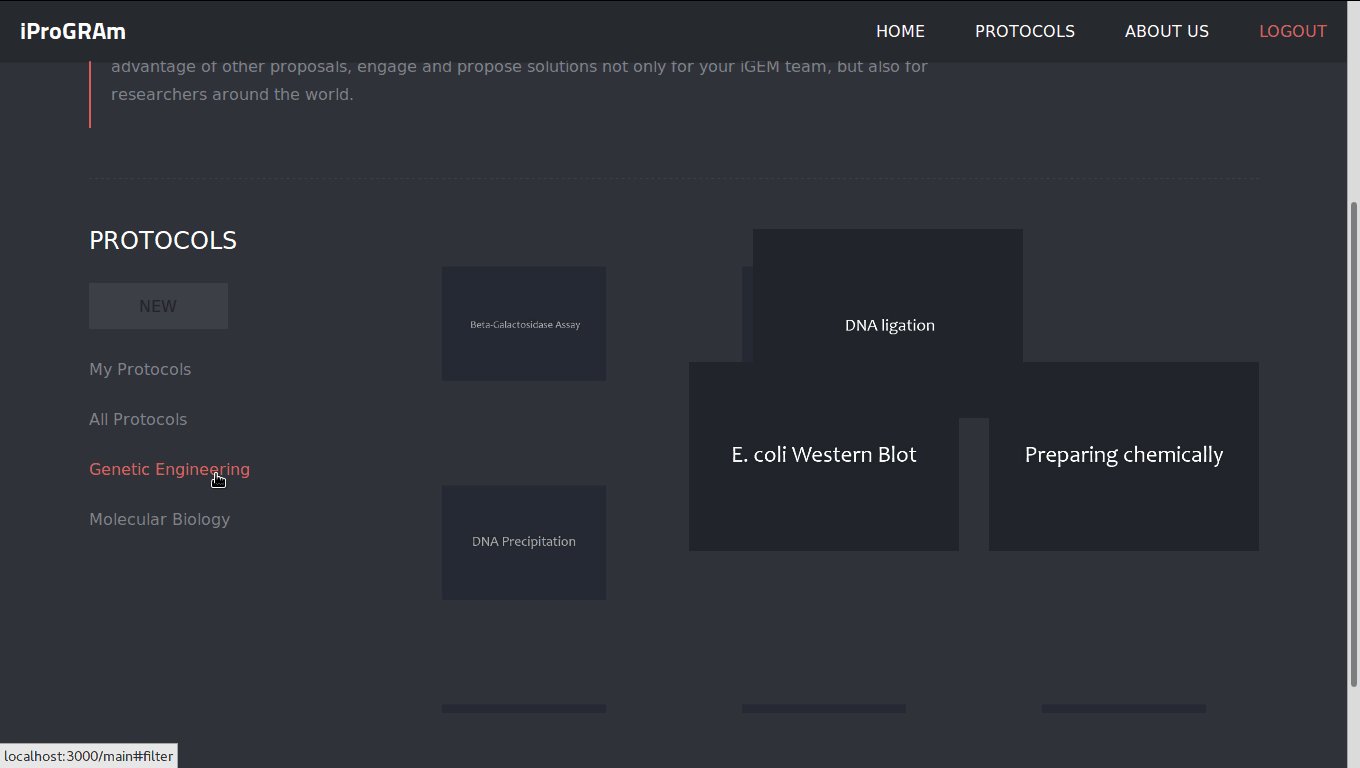 iProGRAm
HOME
PROTOCOLS
ABOUT US
LOGOUT
advantage of other proposals, engage and propose solutions not only for your iGEM team, but also for
researchers around the world.
PROTOCOLS
NEW
My Protocols
All Protocols
Genetic Engineering
Molecular Biology
Beta-Galactosidase Assay
DNA ligation
E. coli Western Blot
Preparing chemically
DNA Precipitation
localhost:3000/main#filter